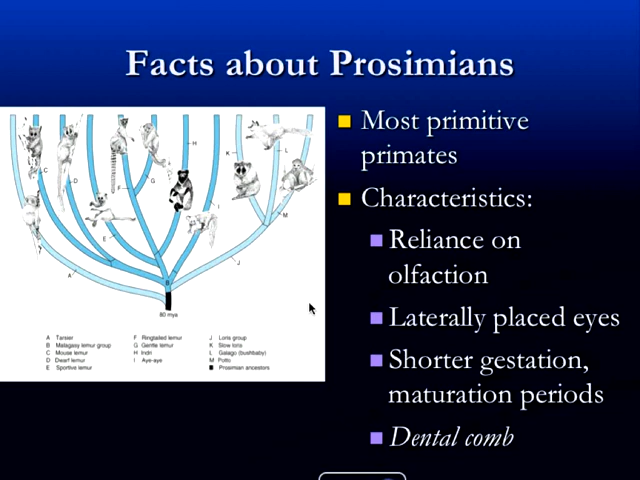 Facts about Prosimians
Most primitive
primates
Characteristics:
Reliance on
olfaction
Laterally placed eyes
Shorter gestation,
maturation periods
Dental comb
H
K
L
C
D
G
F
I
M
E
A
B
J
80 mya
A Tarsier
B Malagasy lemur group
C Mouse lemur
D Dwarf lemur
E Sportive lemur
F Ringtailed lemur
G Gentle lemur
H Indri
I Aye-aye
J Loris group
K Slow loris
L Galago (bushbaby)
M Potto
Prosimian ancestors